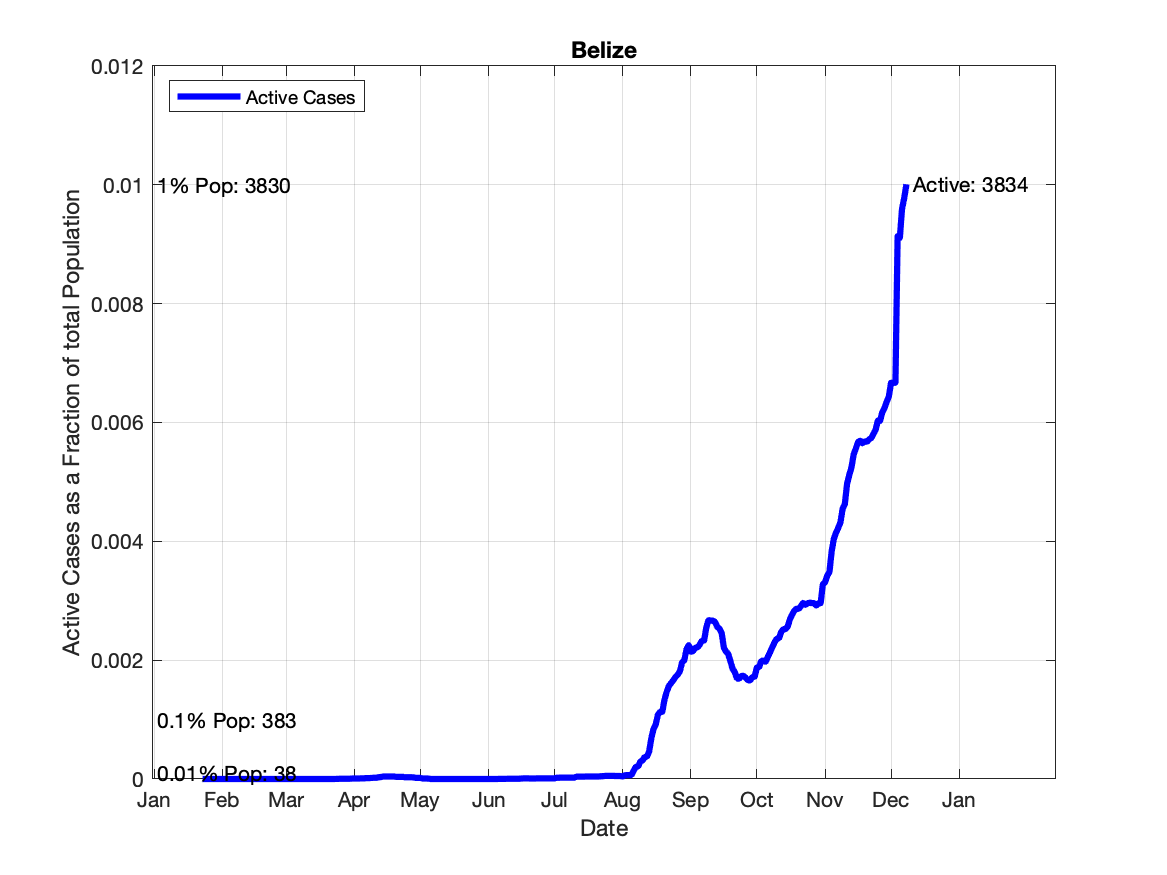 Belize
Active Cases
0.012
0.01
0.008
0.006
0.004
0.002
0
Active Cases as a Fraction of total Population
1% Pop: 3830
0.1% Pop: 383
0.01% Pop: 38
Active: 3834
Jan Feb Mar Apr May Jun Jul Aug Sep Oct Nov Dec Jan
Date